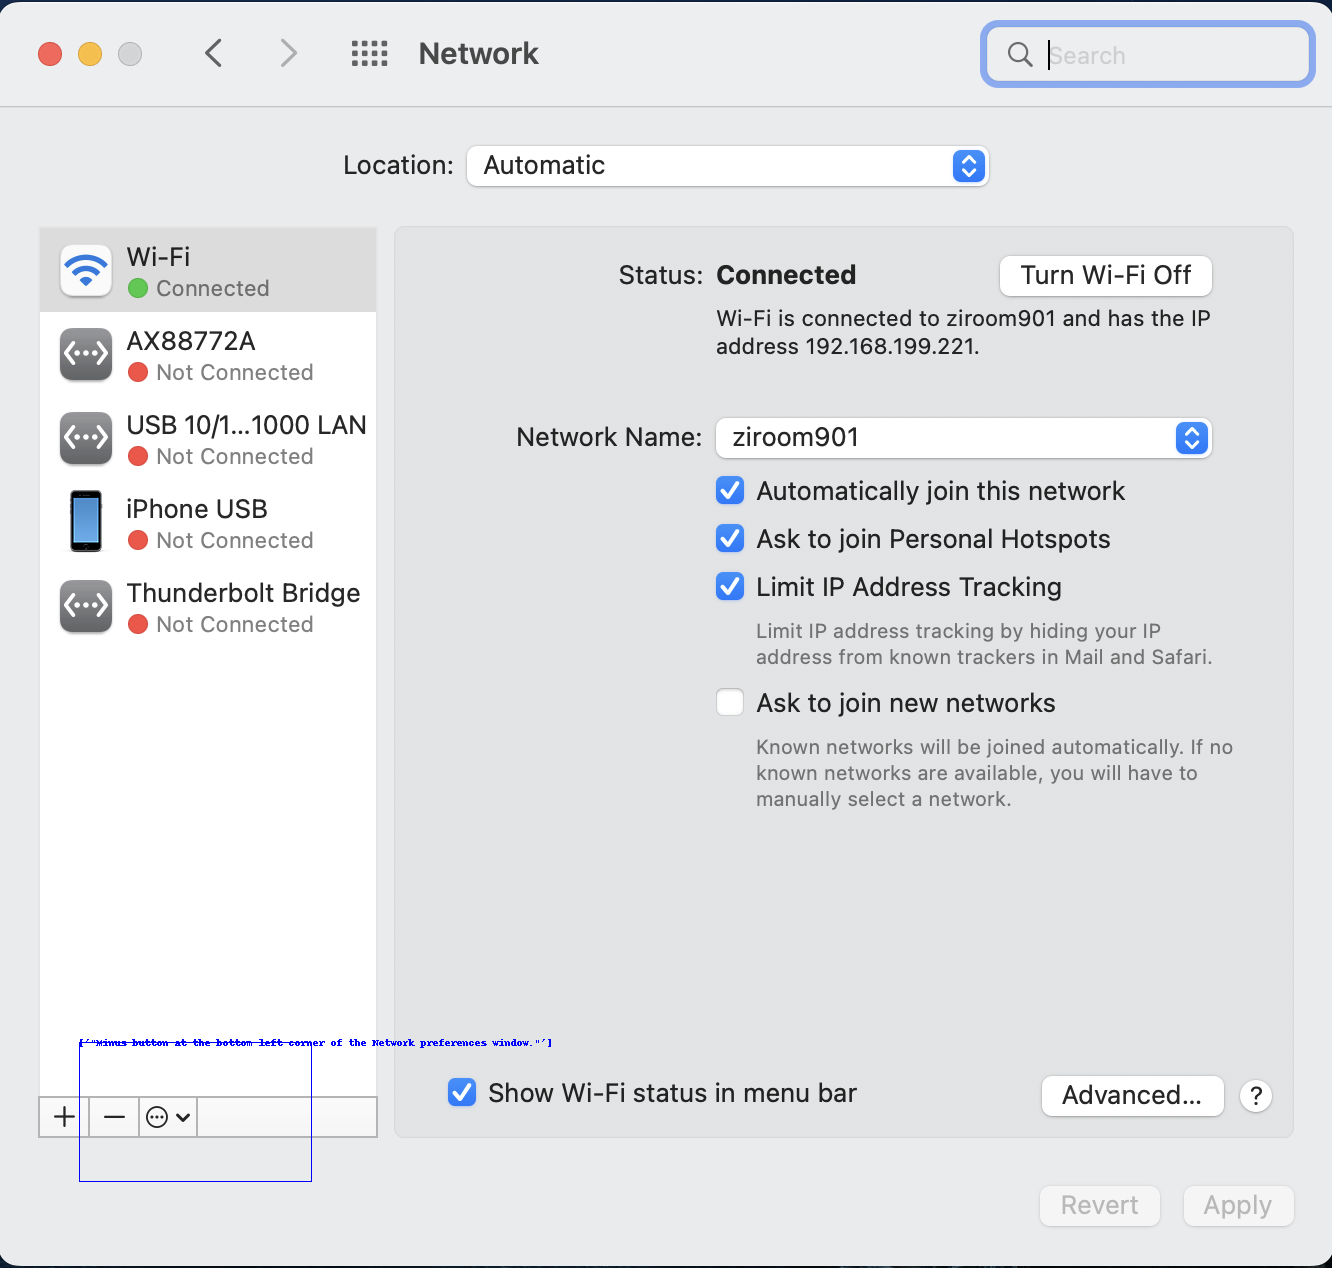 Network
Search
Location: Automatic
Wi-Fi
Connected
AX88772A
Not Connected
USB 10/1...1000 LAN
Not Connected
iPhone USB
Not Connected
Thunderbolt Bridge
Not Connected
Status: Connected
Turn Wi-Fi Off
Wi-Fi is connected to ziroom901 and has the IP
address 192.168.199.221.
Network Name: ziroom901
Automatically join this network
Ask to join Personal Hotspots
Limit IP Address Tracking
Limit IP address tracking by hiding your IP
address from known trackers in Mail and Safari.
Ask to join new networks
Known networks will be joined automatically. If no
known networks are available, you will have to
manually select a network.
['"Minus button at the bottom left corner of the Network preferences window."']
Show Wi-Fi status in menu bar
Advanced...
?
Revert
Apply